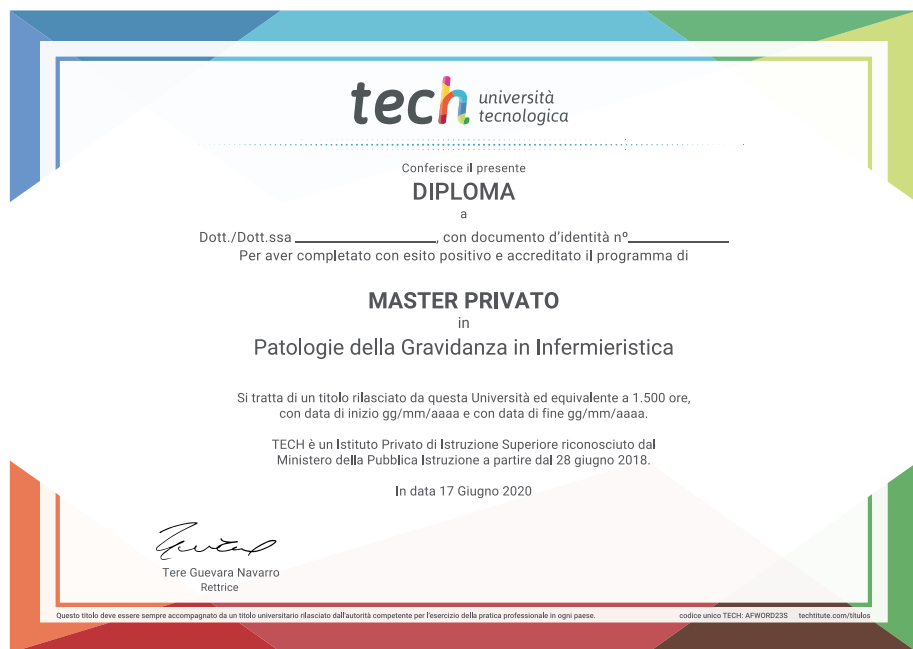 tech università
tecnologica
Conferisce il presente
DIPLOMA
a
Dott./Dott.ssa ________________, con documento d'identità nº____________
Per aver completato con esito positivo e accreditato il programma di
MASTER PRIVATO
in
Patologie della Gravidanza in Infermieristica
Si tratta di un titolo rilasciato da questa Università ed equivalente a 1.500 ore,
con data di inizio gg/mm/aaaa e con data di fine gg/mm/aaaa.
TECH è un Istituto Privato di Istruzione Superiore riconosciuto dal
Ministero della Pubblica Istruzione a partire dal 28 giugno 2018.
In data 17 Giugno 2020
Tere Guevara Navarro
Rettrice
Questo titolo deve essere sempre accompagnato da un titolo universitario rilasciato dall'autorità competente per l'esercizio della pratica professionale in ogni paese. codice unico TECH: AFWORD23S techtitute.com/titulos